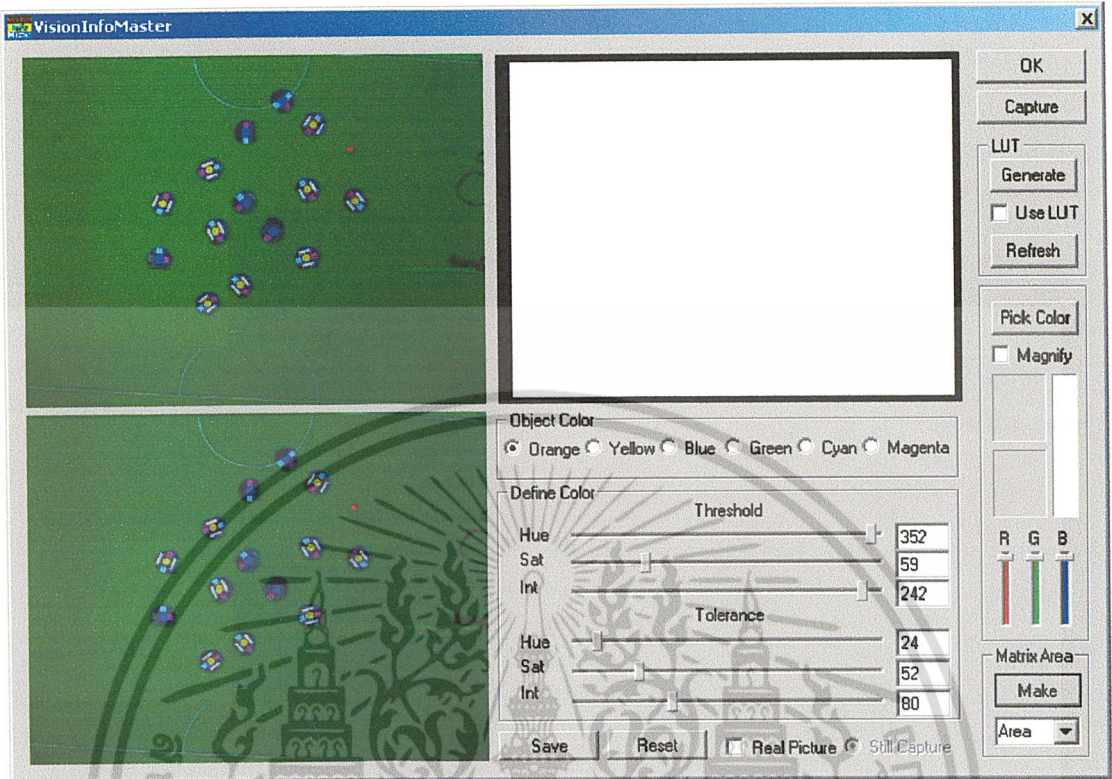 VisionInfoMaster
OK
Capture
LUT
Generate
Use LUT
Refresh
Pick Color
Magnify
R G B
Matrix Area
Make
Area
Object Color
Orange Yellow Blue Green Cyan Magenta
Define Color
Threshold
Hue 352
Sat 59
Int 242
Tolerance
Hue 24
Sat 52
Int 80
Save Reset Real Picture Still Capture